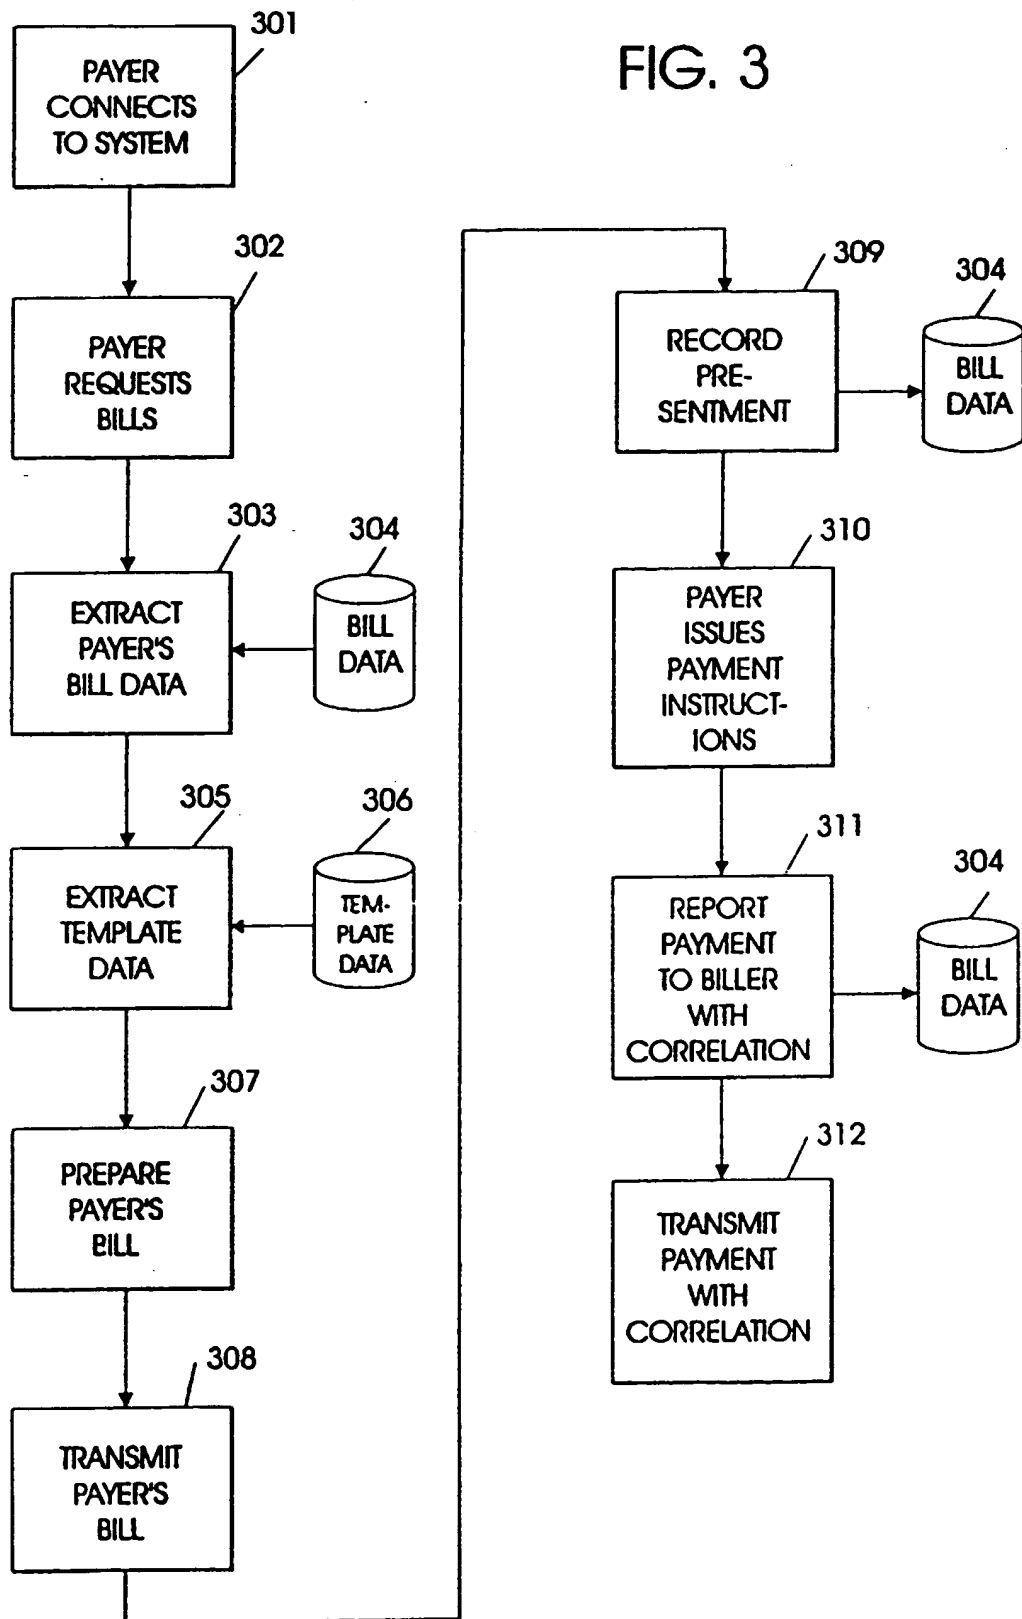 FIG. 3
301
PAYER
CONNECTS
TO SYSTEM
302
PAYER
REQUESTS
BILLS
303
EXTRACT
PAYER'S
BILL DATA
304
BILL
DATA
305
EXTRACT
TEMPLATE
DATA
306
TEM-
PLATE
DATA
307
PREPARE
PAYER'S
BILL
308
TRANSMIT
PAYER'S
BILL
309
RECORD
PRE-
SENTMENT
304
BILL
DATA
310
PAYER
ISSUES
PAYMENT
INSTRUCT-
IONS
311
REPORT
PAYMENT
TO BILLER
WITH
CORRELATION
304
BILL
DATA
312
TRANSMIT
PAYMENT
WITH
CORRELATION